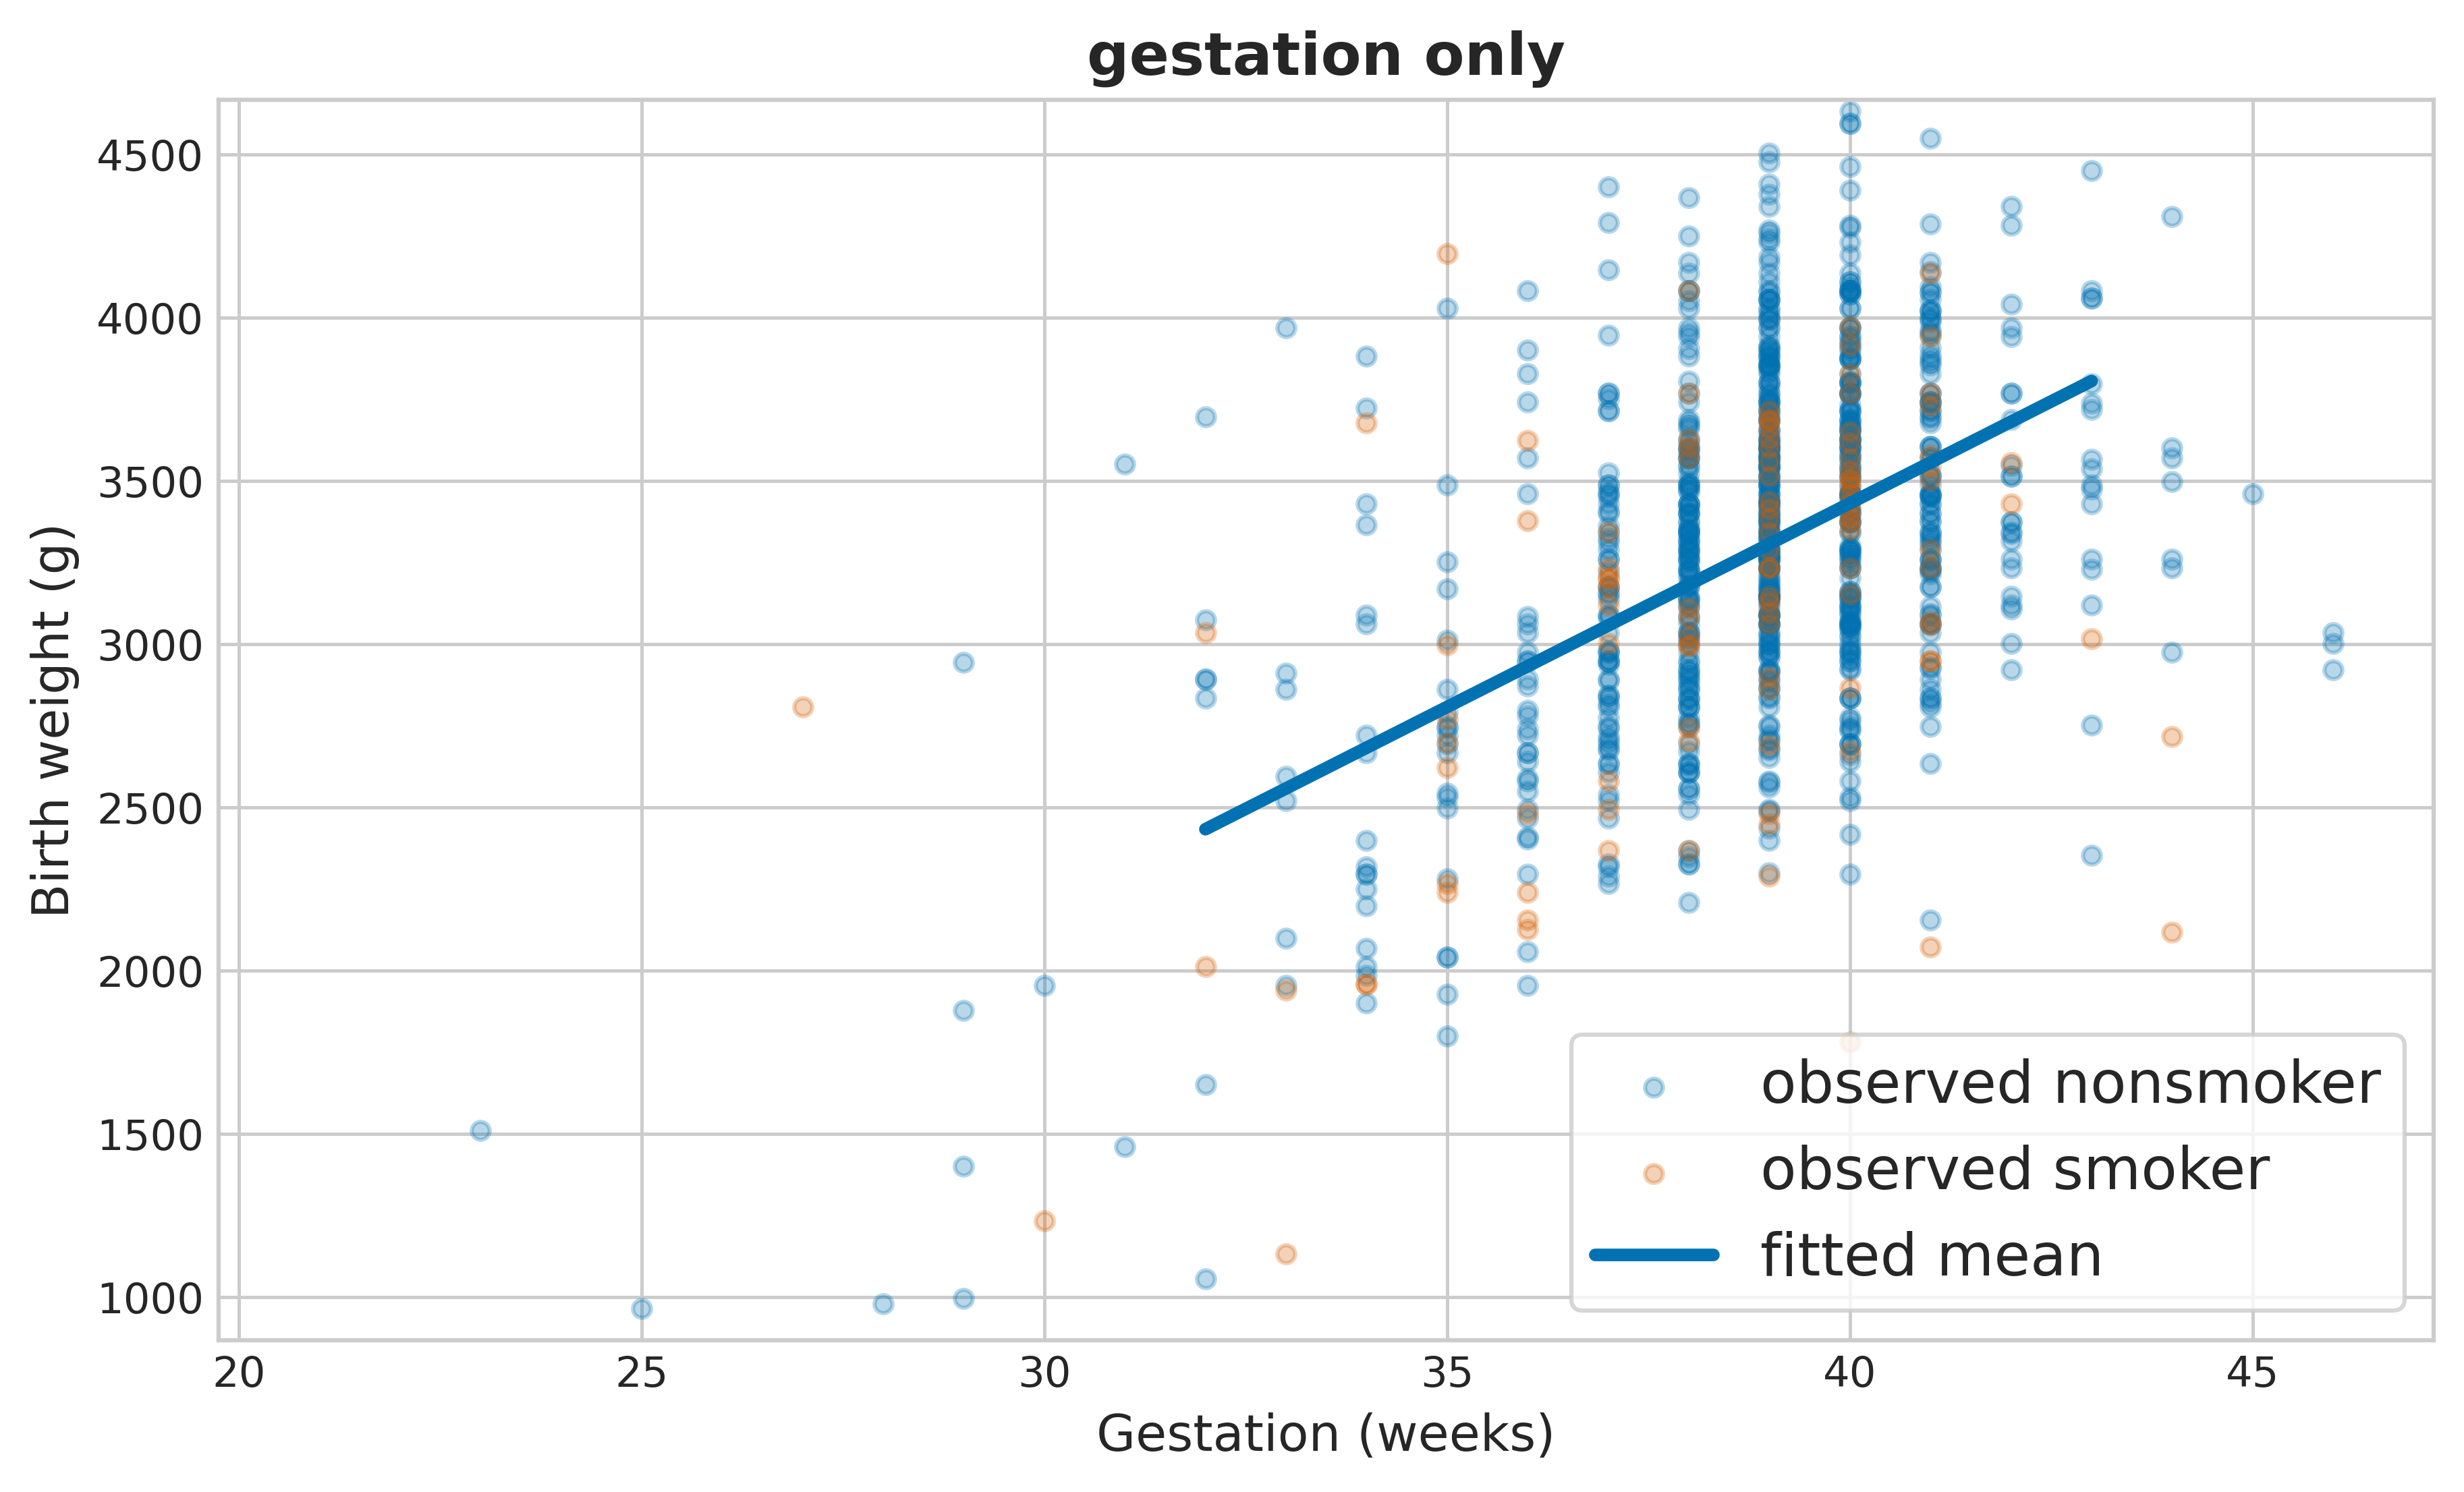 gestation only
Birth weight (g)
4500
4000
3500
3000
2500
2000
1500
1000
observed nonsmoker
observed smoker
fitted mean
20 25 30 35 40 45
Gestation (weeks)